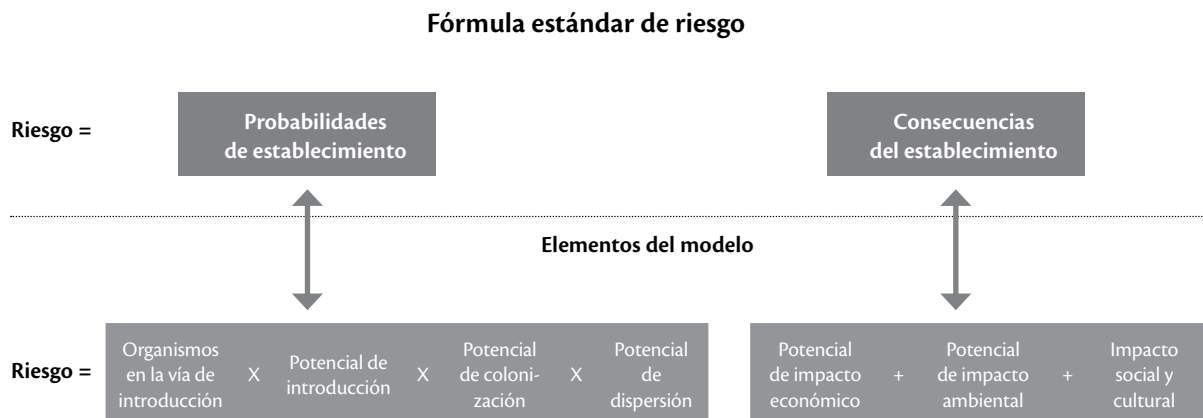 Fórmula estándar de riesgo
Riesgo =
Probabilidades
de establecimiento
Consecuencias
del establecimiento
Elementos del modelo
Riesgo =
Organismos
en la vía de
introducción
X
Potencial de
introducción
X
Potencial
de coloni-
zación
X
Potencial
de
dispersión
Potencial
de impacto
económico
+
Potencial
de impacto
ambiental
+
Impacto
social y
cultural